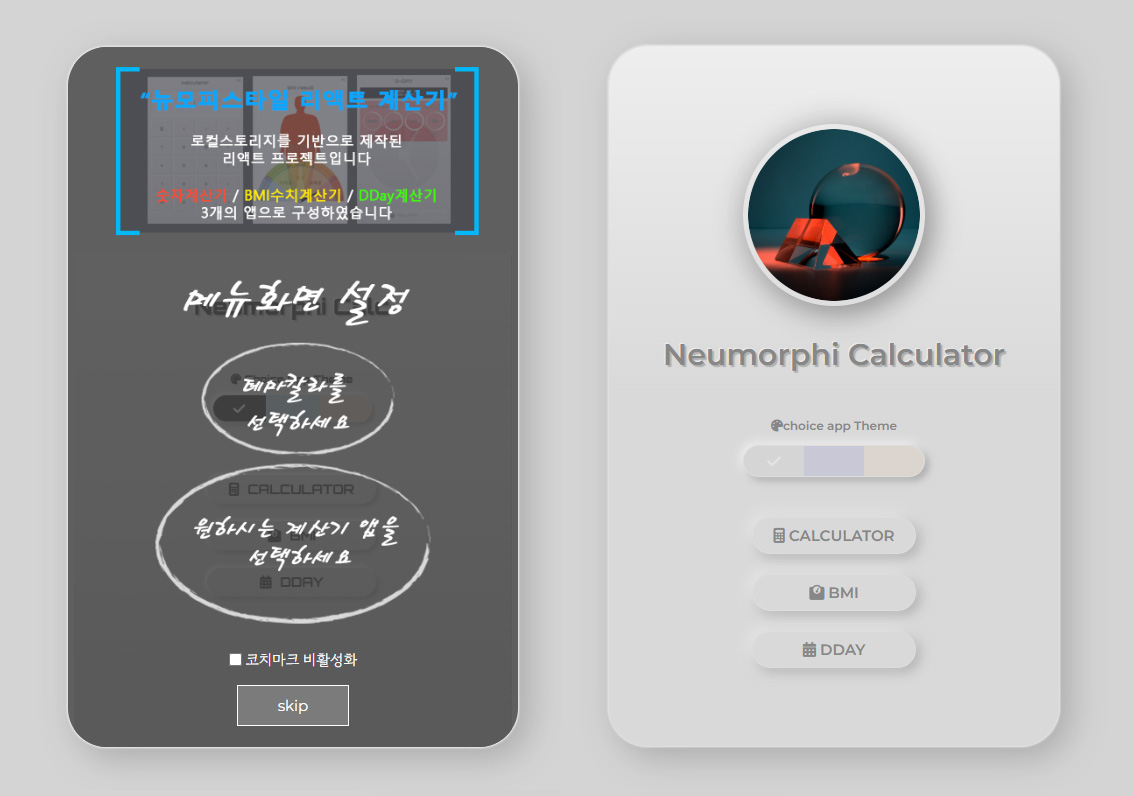 “뉴모피스타일 리액트 계산기”
로컬스토리지를 기반으로 제작된
리액트 프로젝트입니다
숫자계산기 / BMI수치계산기 / DDay계산기
3개의 앱으로 구성하였습니다
메뉴화면 설정
테마칼라를
선택하세요
CALCULATOR
원하시는 계산기 앱을
BMI
선택하세요
DDAY
코치마크 비활성화
skip
Neumorphi Calculator
choice app Theme
CALCULATOR
BMI
DDAY